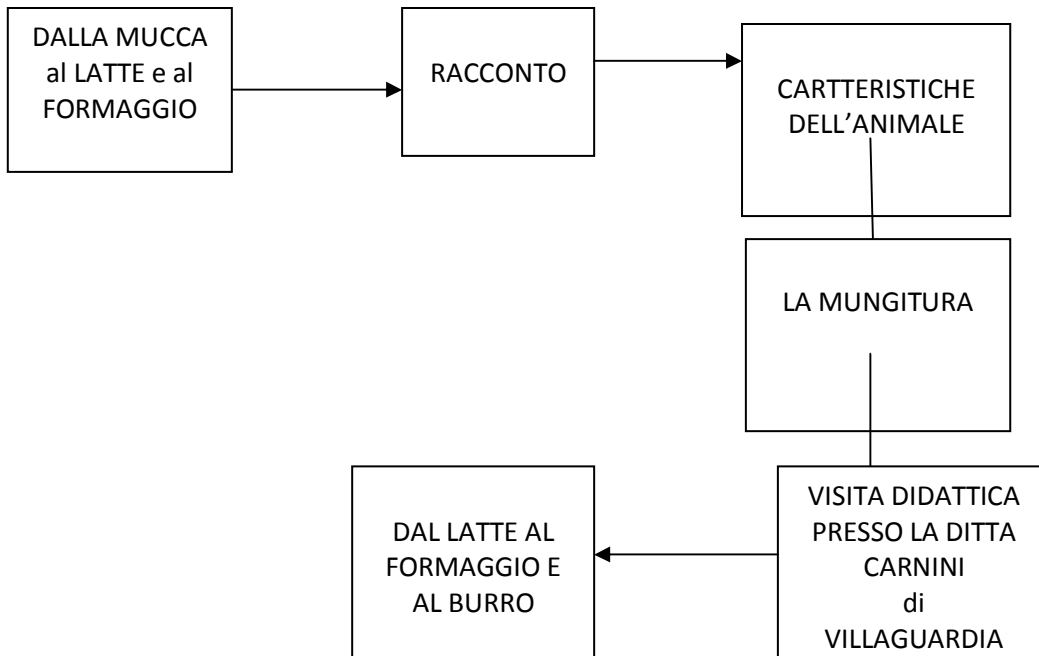 DALLA MUCCA
al LATTE e al
FORMAGGIO
RACCONTO
CARTTERISTICHE
DELL’ANIMALE
LA MUNGITURA
VISITA DIDATTICA
PRESSO LA DITTA
CARNINI
di
VILLAGUARDIA
DAL LATTE AL
FORMAGGIO E
AL BURRO